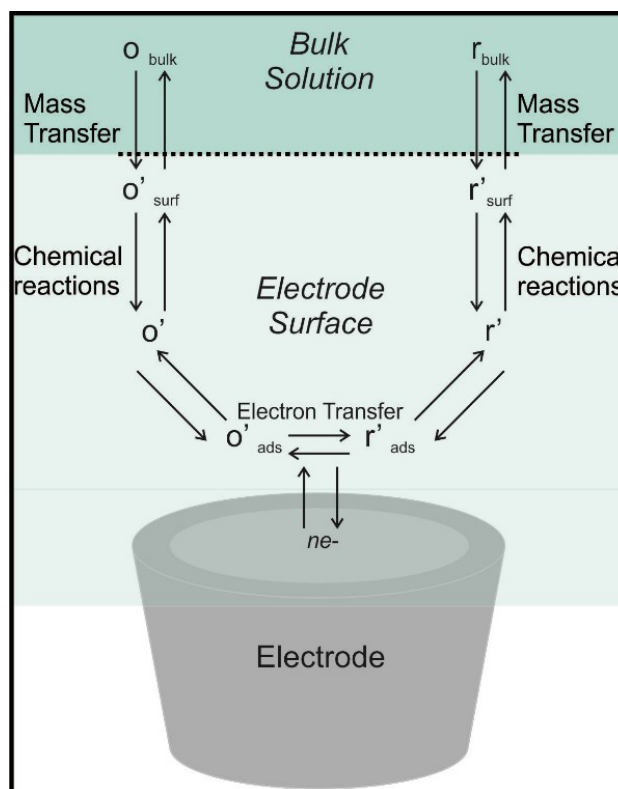 o bulk
Bulk
Solution
r bulk
Mass
Transfer
Mass
Transfer
o' surf
r' surf
Chemical
reactions
Electrode
Surface
Chemical
reactions
o'
r'
Electron Transfer
o' ads
r' ads
ne-
Electrode